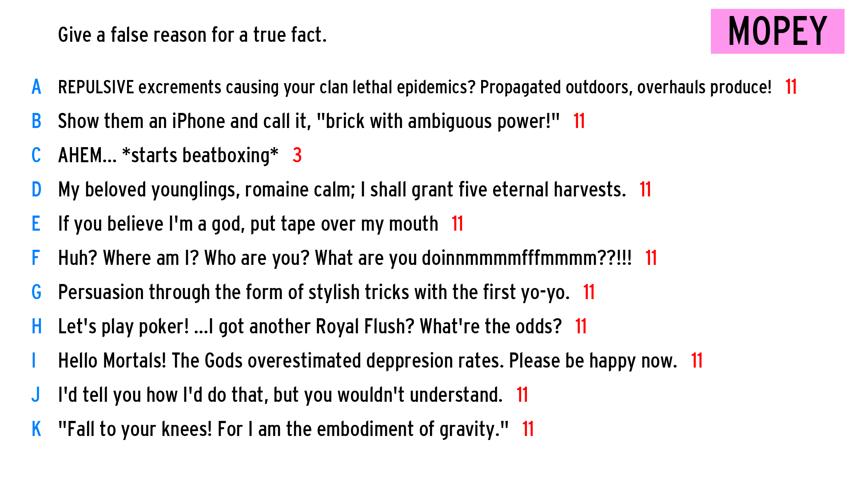 Give a false reason for a true fact.
MOPEY
A REPULSIVE excrements causing your clan lethal epidemics? Propagated outdoors, overhauls produce! 11
B Show them an iPhone and call it, "brick with ambiguous power!" 11
C AHEM... *starts beatboxing* 3
D My beloved younglings, romaine calm; I shall grant five eternal harvests. 11
E If you believe I'm a god, put tape over my mouth 11
F Huh? Where am I? Who are you? What are you doinnmmmmfffmmmm??!!! 11
G Persuasion through the form of stylish tricks with the first yo-yo. 11
H Let's play poker! ...I got another Royal Flush? What're the odds? 11
I Hello Mortals! The Gods overestimated deppresion rates. Please be happy now. 11
J I'd tell you how I'd do that, but you wouldn't understand. 11
K "Fall to your knees! For I am the embodiment of gravity." 11